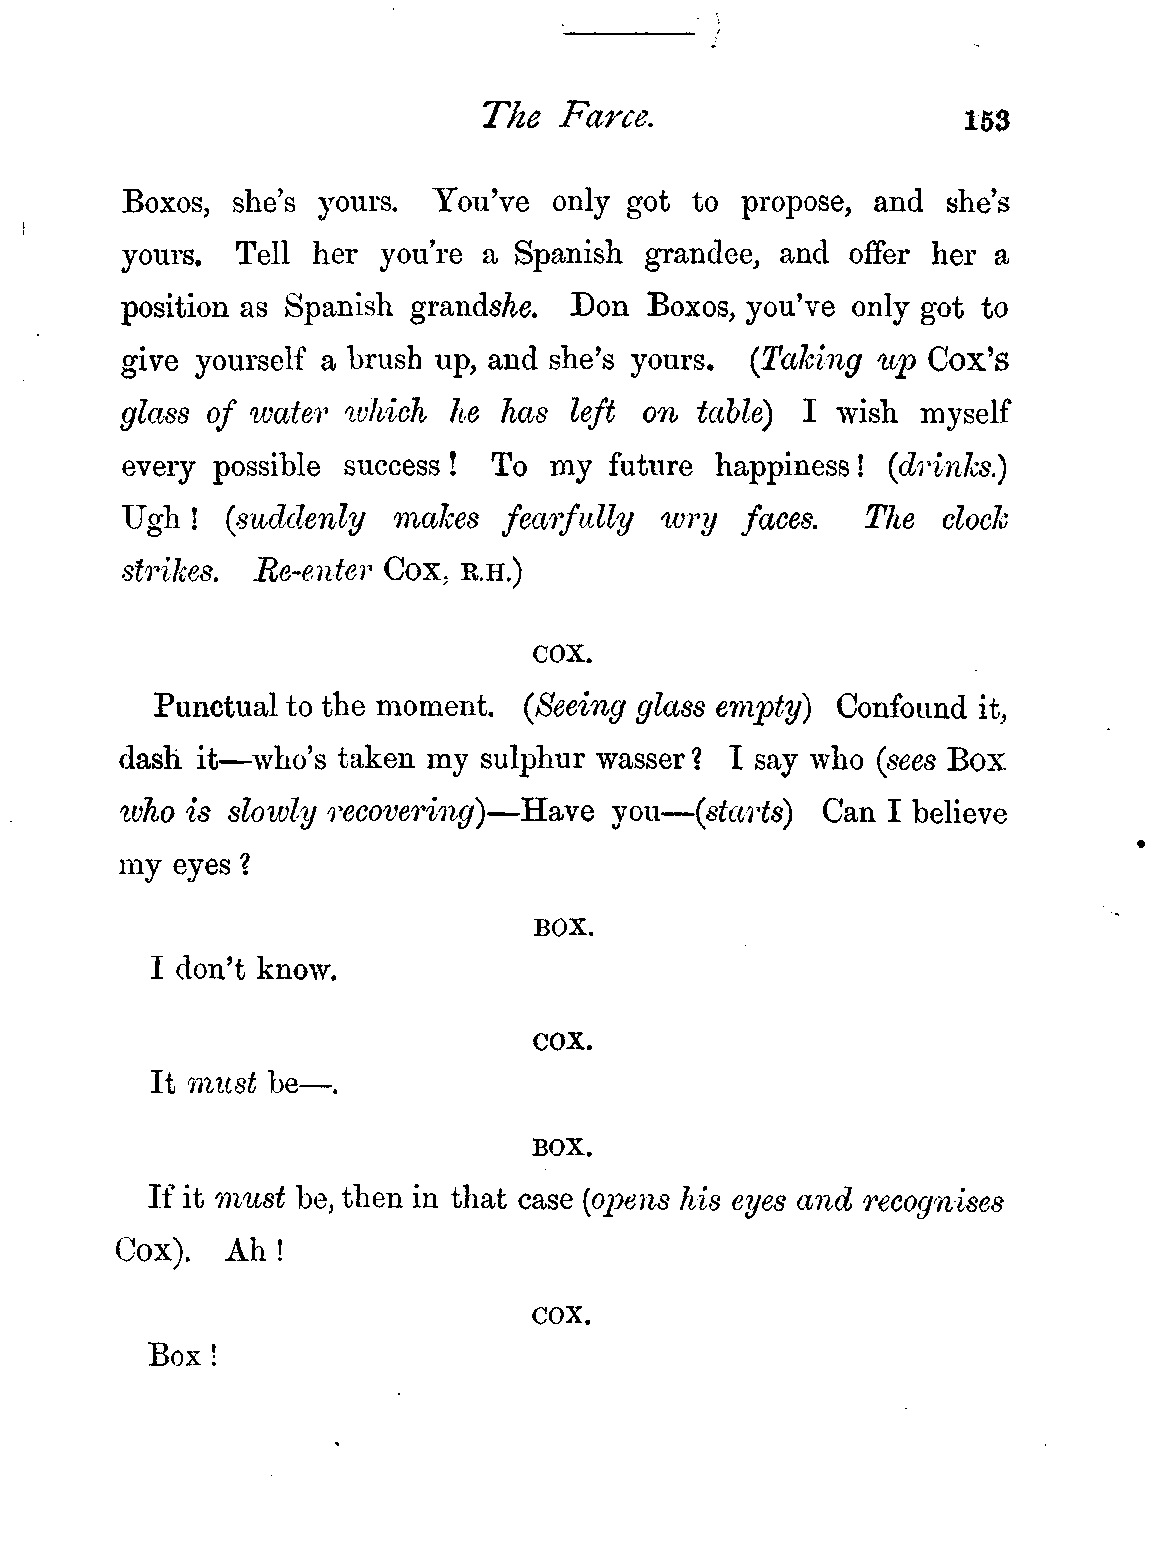 The Farce. 153
Boxos, she's yours. You've only got to propose, and she's
yours. Tell her you're a Spanish grandee, and offer her a
position as Spanish grandshe. Don Boxos, you've only got to
give yourself a brush up, and she's yours. (Taking up Cox's
glass of water which he has left on table) I wish myself
every possible success! To my future happiness! (drinks.)
Ugh! (suddenly makes fearfully wry faces. The clock
strikes. Re-enter Cox, R.H.)
COX.
Punctual to the moment. (Seeing glass empty) Confound it,
dash it—who's taken my sulphur wasser? I say who (sees Box
who is slowly recovering)—Have you—(starts) Can I believe
my eyes?
BOX.
I don't know.
COX.
It must be—.
BOX.
If it must be, then in that case (opens his eyes and recognises
Cox). Ah!
COX.
Box!